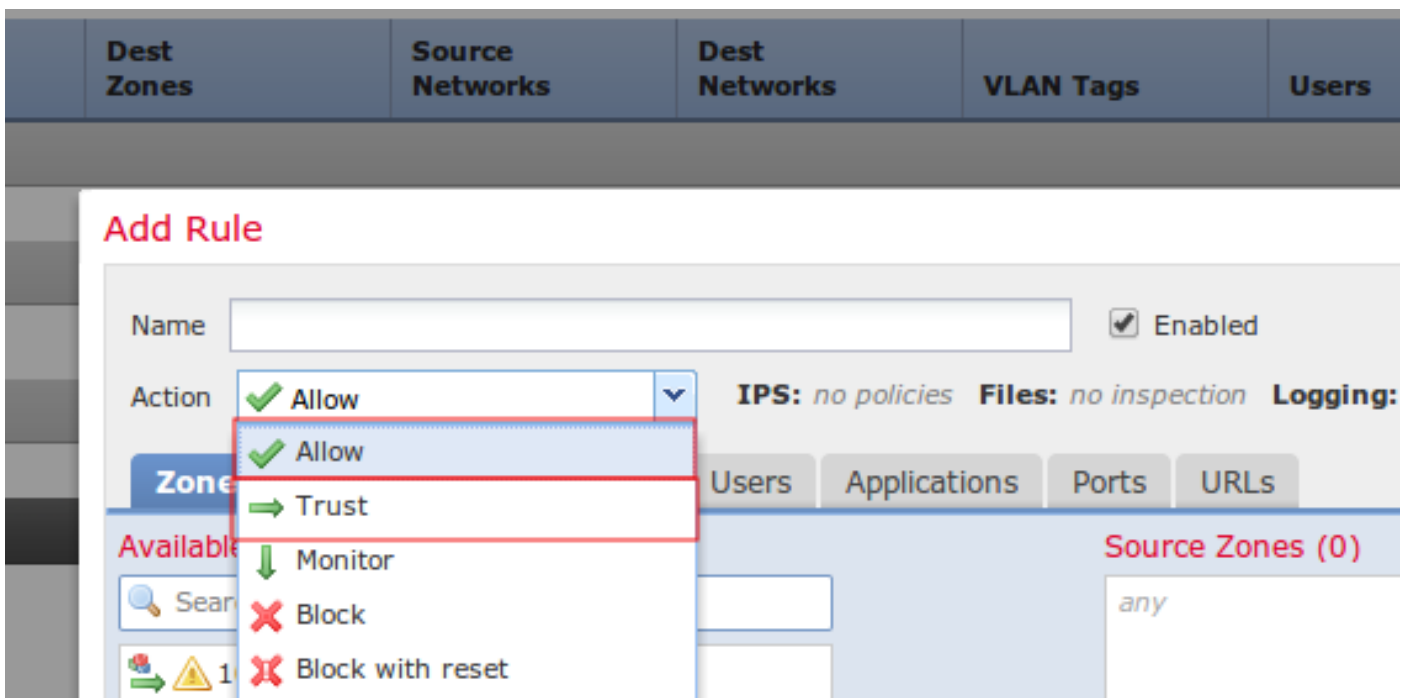 Dest Zones
Source Networks
Dest Networks
VLAN Tags
Users
Add Rule
Name
Enabled
Action Allow
IPS: no policies Files: no inspection Logging:
Allow
Users Applications Ports URLs
Trust
Source Zones (0)
Monitor
any
Block
Block with reset